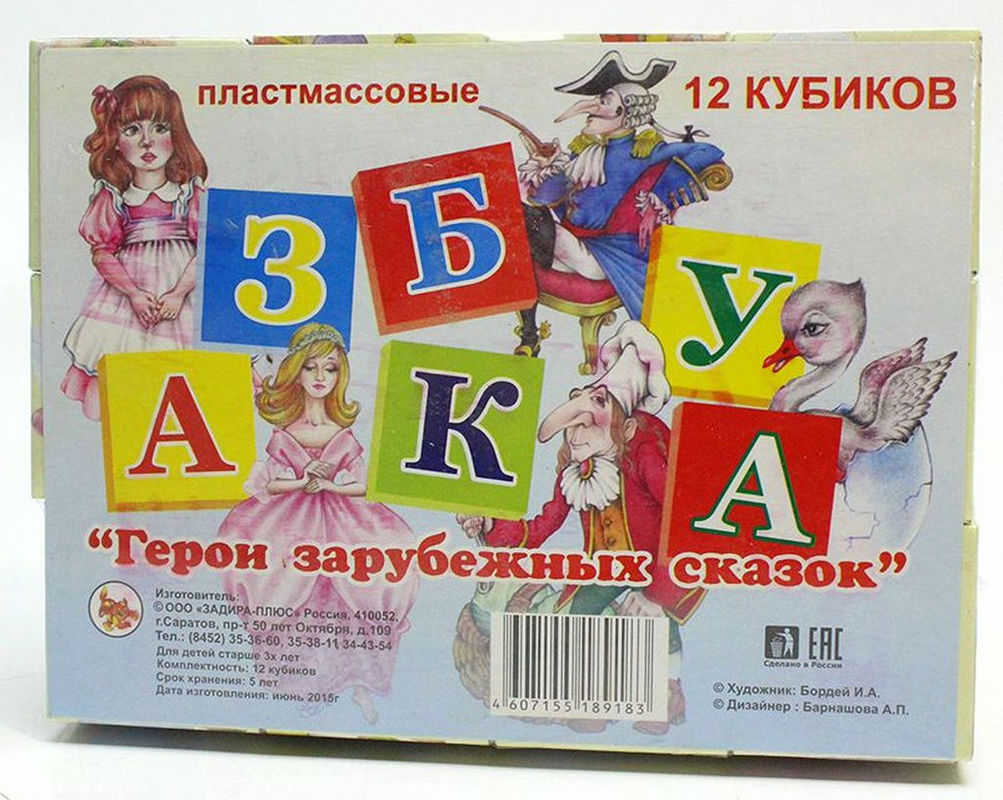 пластмассовые
12 КУБИКОВ
З Б У
А К А
“Герои зарубежных сказок”
Изготовитель:
© ООО «ЗАДИРА-ПЛЮС» Россия, 410052,
г.Саратов, пр-т 50 лет Октября, д.109
Тел.: (8452) 35-36-60, 35-38-11, 34-43-54
Для детей старше 3х лет
Комплектность: 12 кубиков
Срок хранения: 5 лет
Дата изготовления: июнь 2015г
4 607155 189183
ЕАС
Сделано в России
© Художник: Бордей И.А.
© Дизайнер : Барнашова А.П.